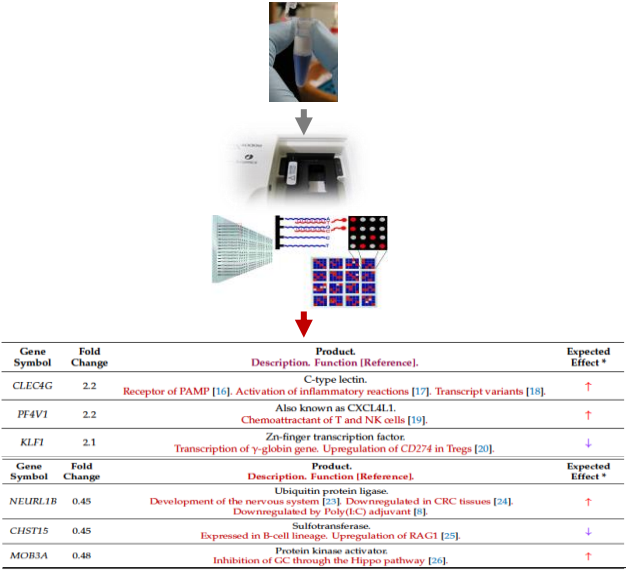 Gene Fold Product. Expected
Symbol Change Description. Function [Reference]. Effect *
CLEC4G 2.2 C-type lectin. ↑
Receptor of PAMP [16]. Activation of inflammatory reactions [17]. Transcript variants [18].
PF4V1 2.2 Also known as CXCL4L1. ↑
Chemoattractant of T and NK cells [19].
KLF1 2.1 Zn-finger transcription factor. ↓
Transcription of γ-globin gene. Upregulation of CD274 in Tregs [20].
Gene Fold Product. Expected
Symbol Change Description. Function [Reference]. Effect *
Ubiquitin protein ligase.
NEURL1B 0.45 Development of the nervous system [23]. Downregulated in CRC tissues [24]. ↑
Downregulated by Poly(I:C) adjuvant [8].
CHST15 0.45 Sulfotransferase. ↓
Expressed in B-cell lineage. Upregulation of RAG1 [25].
MOB3A 0.48 Protein kinase activator. ↑
Inhibition of GC through the Hippo pathway [26].